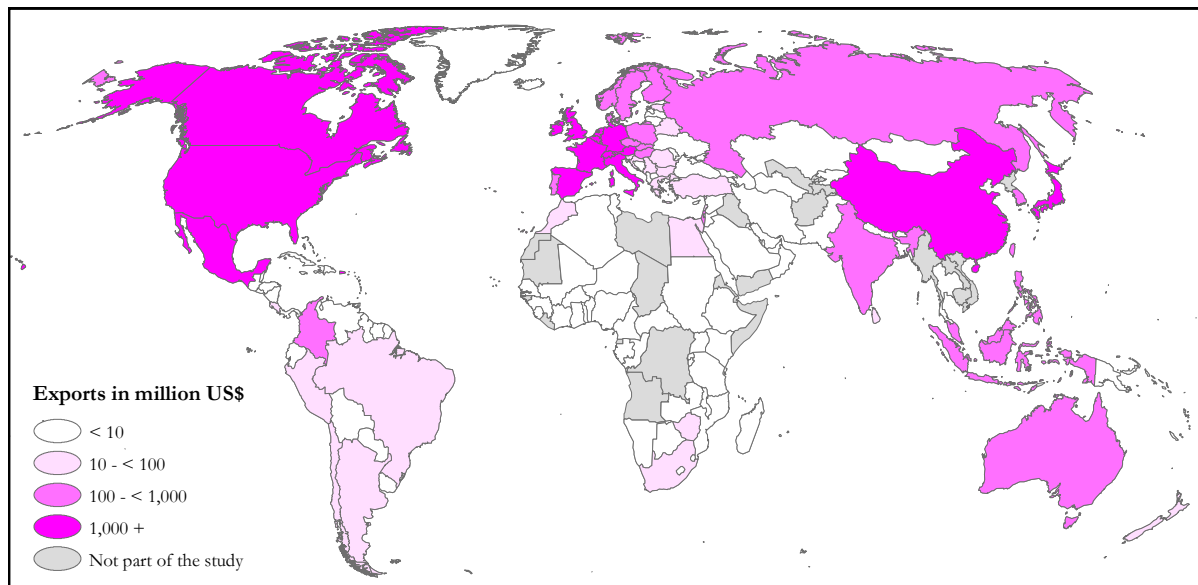 Exports in million US$
< 10
10 - < 100
100 - < 1,000
1,000 +
Not part of the study